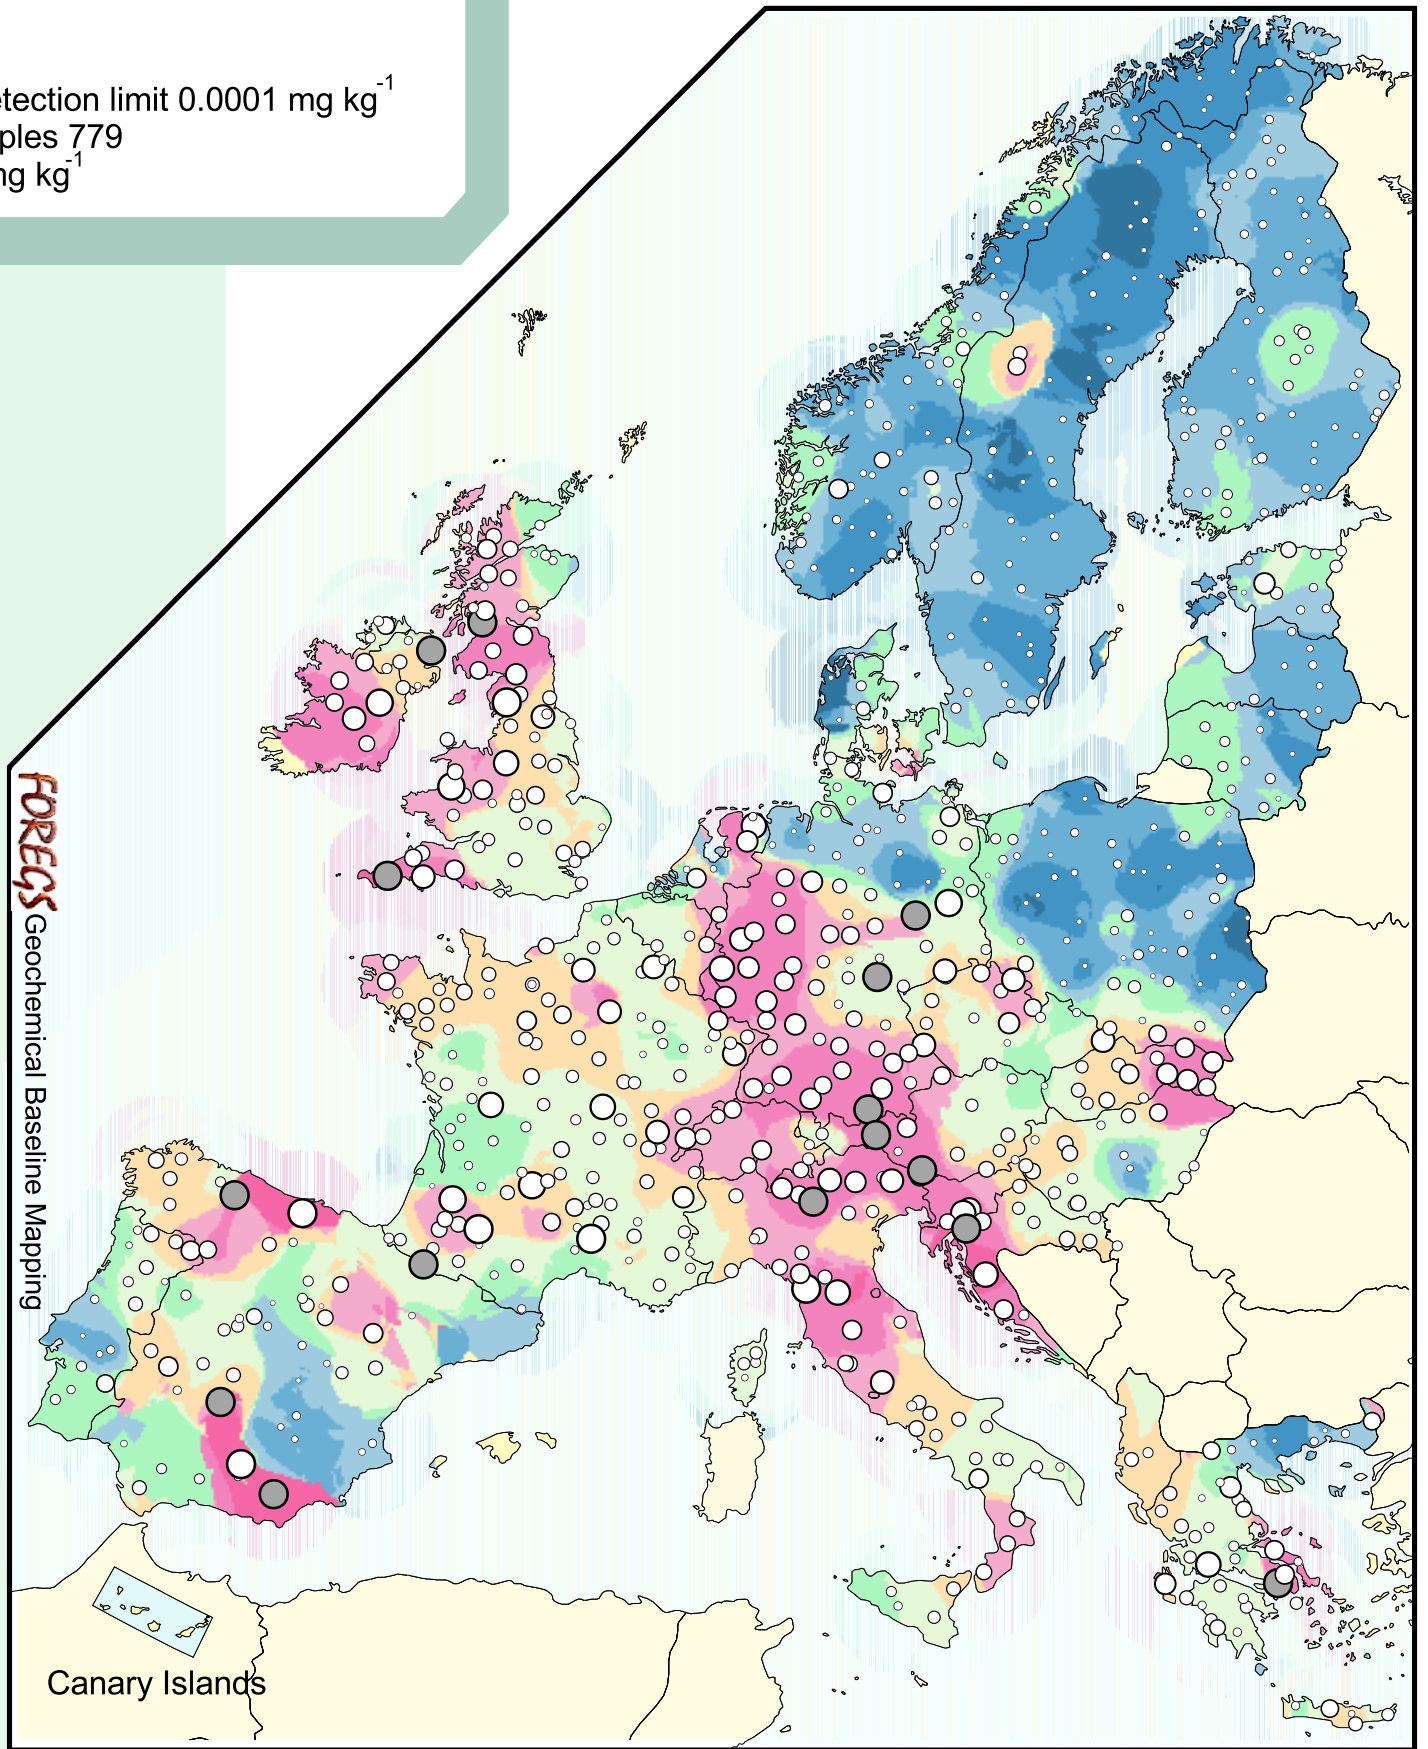 etection limit 0.0001 mg kg-1
ples 779
ng kg-1
FOREGS Geochemical Baseline Mapping
Canary Islands